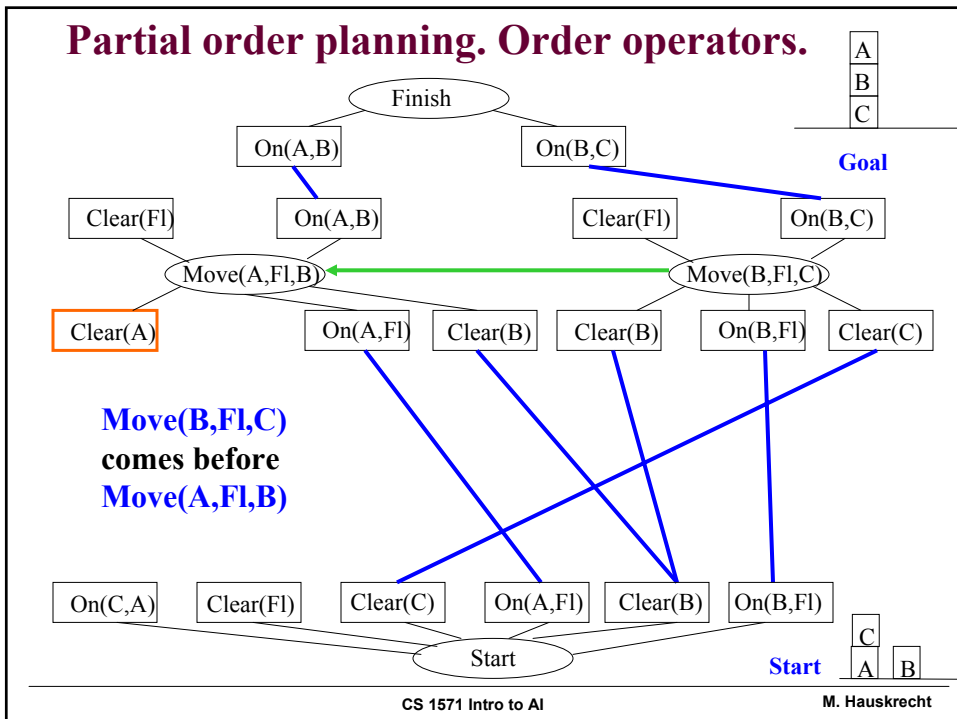 Partial order planning. Order operators.
A
B
C
Finish
On(A,B) On(B,C)
Goal
Clear(Fl) On(A,B) Clear(Fl) On(B,C)
Move(A,Fl,B) Move(B,Fl,C)
Clear(A) On(A,Fl) Clear(B) Clear(B) On(B,Fl) Clear(C)
Move(B,Fl,C)
comes before
Move(A,Fl,B)
On(C,A) Clear(Fl) Clear(C) On(A,Fl) Clear(B) On(B,Fl)
Start
C
Start A B
CS 1571 Intro to AI M. Hauskrecht